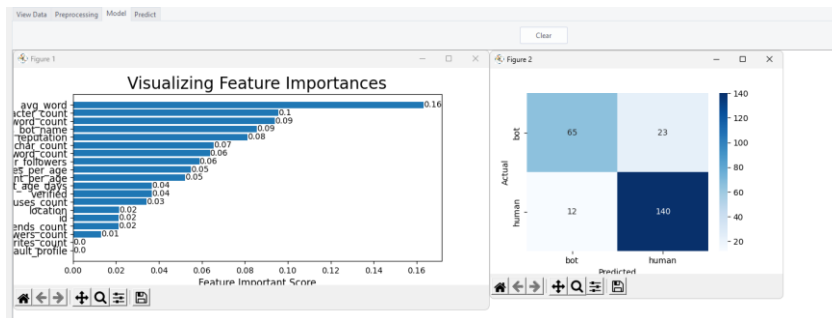 View Data Preprocessing Model Predict
Clear
Figure 1
Visualizing Feature Importances
avg_word 0.16
acter_count 0.1
word_count 0.09
bot_name 0.09
reputation 0.08
char_count 0.07
word_count 0.06
r_followers 0.06
es_per_age 0.05
nt_per_age 0.05
t_age_days 0.04
verified 0.04
uses_count 0.03
location 0.02
id 0.02
ends_count 0.02
wers_count 0.01
rites_count 0.0
ault_profile 0.0
0.00 0.02 0.04 0.06 0.08 0.10 0.12 0.14 0.16
Feature Important Score
Figure 2
Actual
bot 65 23
human 12 140
bot human
Predicted
140
120
100
80
60
40
20